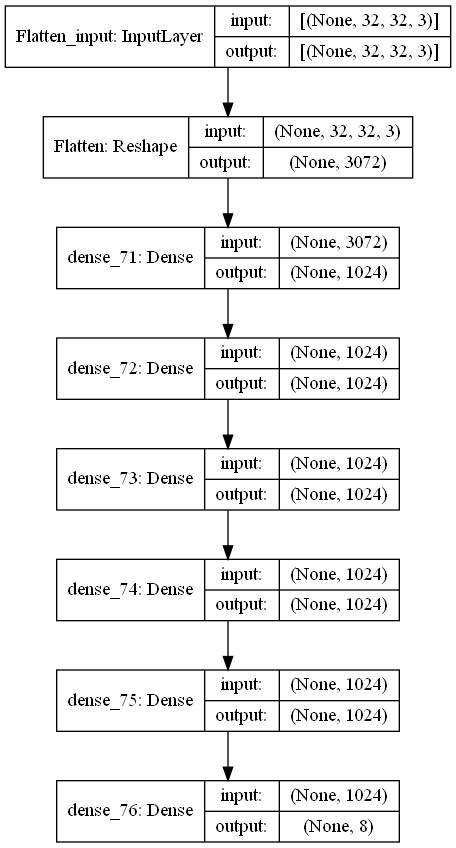 Flatten_input: InputLayer
input:
[(None, 32, 32, 3)]
output:
[(None, 32, 32, 3)]
Flatten: Reshape
input:
(None, 32, 32, 3)
output:
(None, 3072)
dense_71: Dense
input:
(None, 3072)
output:
(None, 1024)
dense_72: Dense
input:
(None, 1024)
output:
(None, 1024)
dense_73: Dense
input:
(None, 1024)
output:
(None, 1024)
dense_74: Dense
input:
(None, 1024)
output:
(None, 1024)
dense_75: Dense
input:
(None, 1024)
output:
(None, 1024)
dense_76: Dense
input:
(None, 1024)
output:
(None, 8)